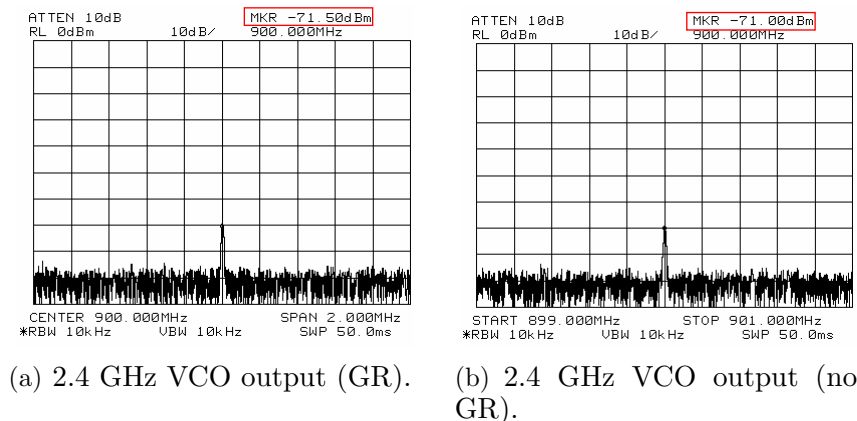 ATTEN 10dB MKR -71.50dBm
RL 0dBm 10dB/ 900.000MHz
CENTER 900.000MHz SPAN 2.000MHz
*RBW 10kHz VBW 10kHz SWP 50.0ms
(a) 2.4 GHz VCO output (GR).
ATTEN 10dB MKR -71.00dBm
RL 0dBm 10dB/ 900.000MHz
START 899.000MHz STOP 901.000MHz
*RBW 10kHz VBW 10kHz SWP 50.0ms
(b) 2.4 GHz VCO output (no
GR).